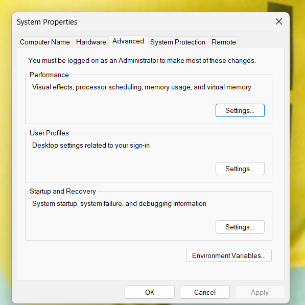 System Properties
Computer Name Hardware Advanced System Protection Remote
You must be logged on as an Administrator to make most of these changes.
Performance
Visual effects, processor scheduling, memory usage, and virtual memory
Settings...
User Profiles
Desktop settings related to your sign-in
Settings...
Startup and Recovery
System startup, system failure, and debugging information
Settings...
Environment Variables...
OK Cancel Apply